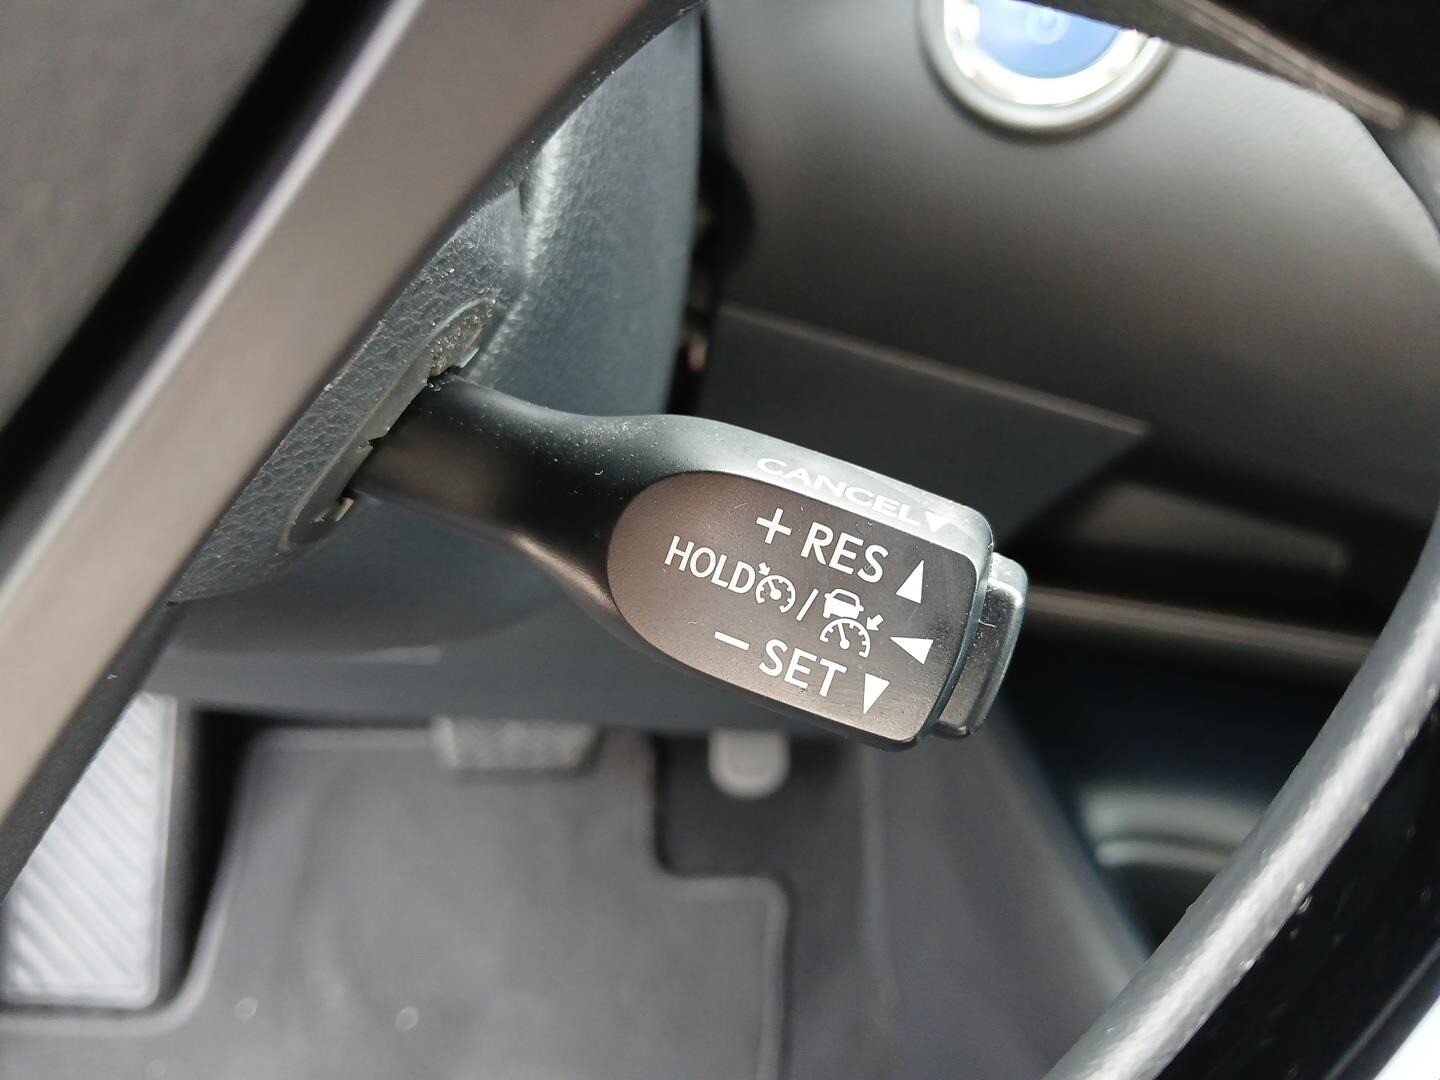 CANCEL
+ RES
HOLD /
− SET